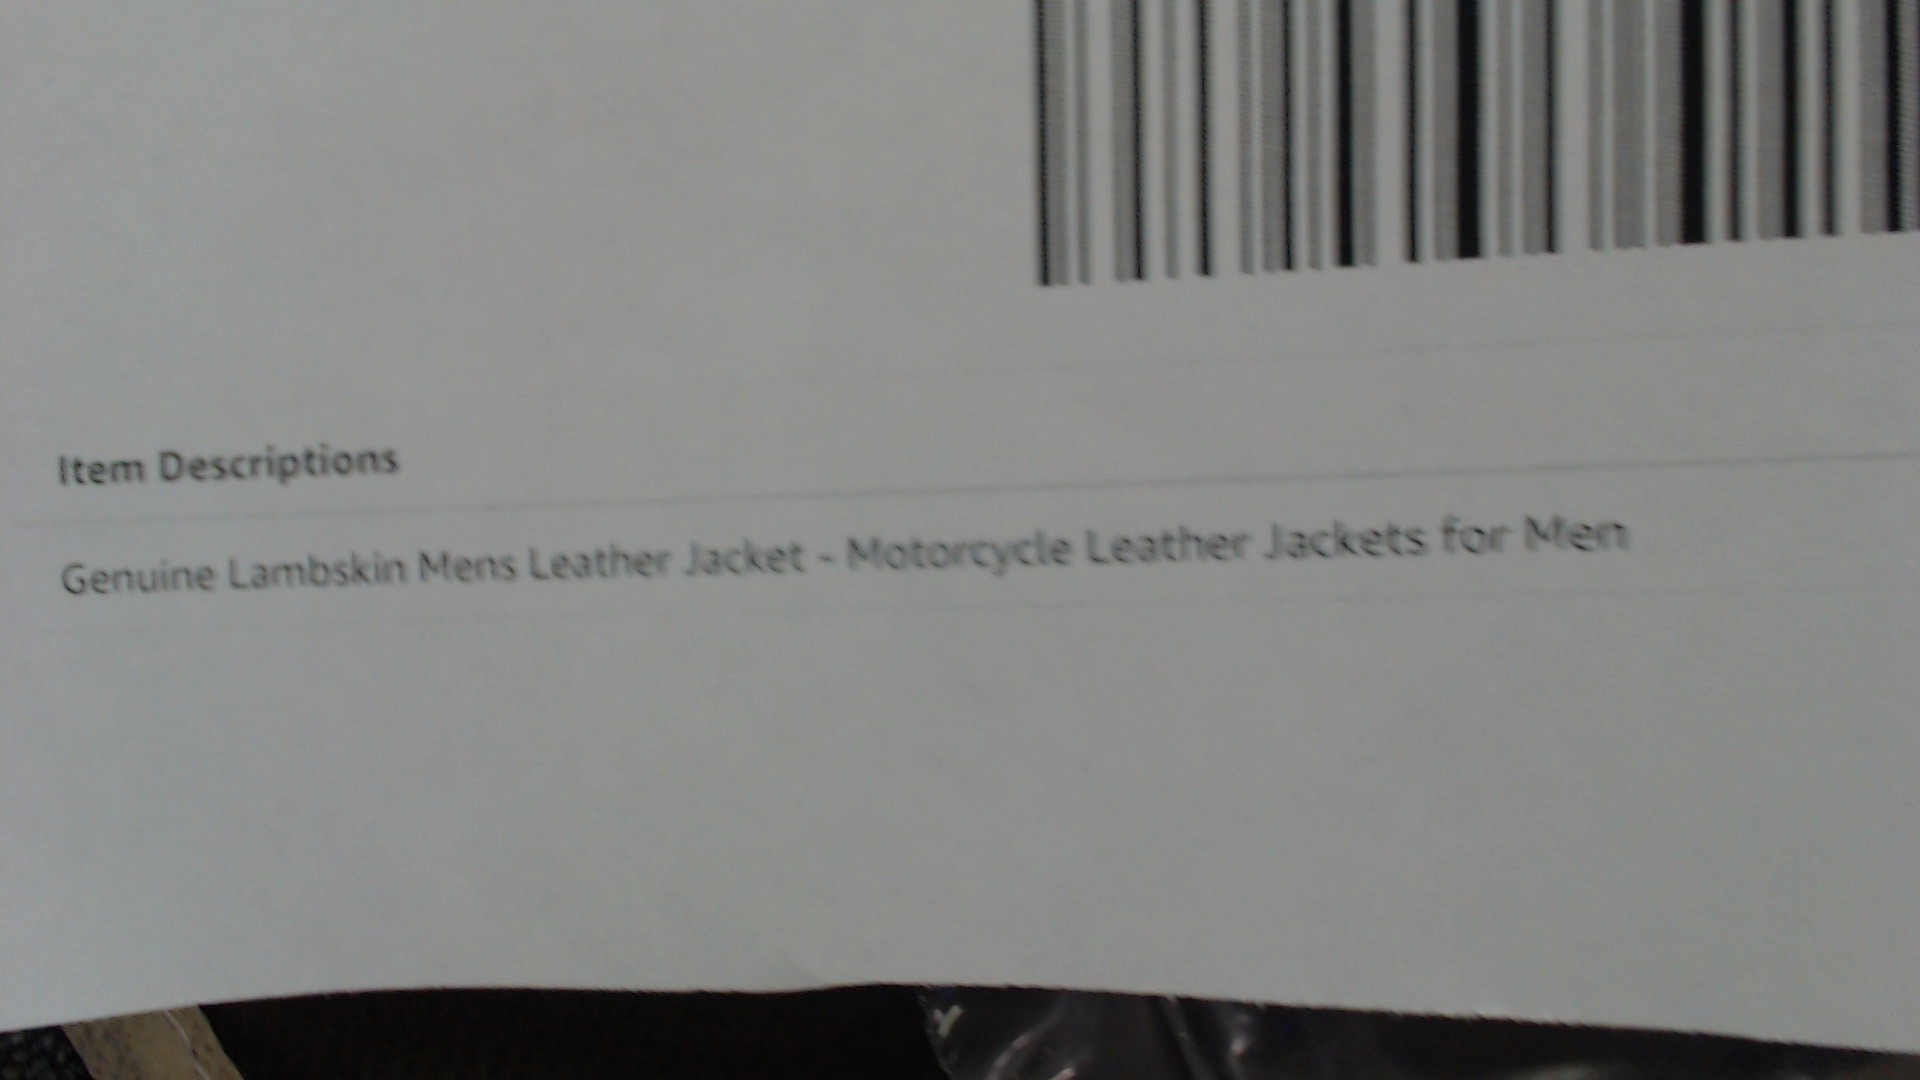 Item Descriptions
Genuine Lambskin Mens Leather Jacket - Motorcycle Leather Jackets for Men